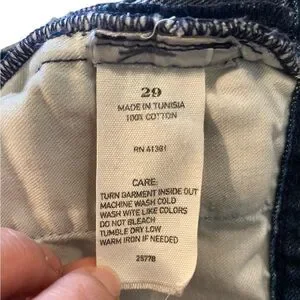 29
MADE IN TUNISIA
100% COTTON
RN 41381
CARE:
TURN GARMENT INSIDE OUT
MACHINE WASH COLD
WASH WITE LIKE COLORS
DO NOT BLEACH
TUMBLE DRY LOW
WARM IRON IF NEEDED
25778